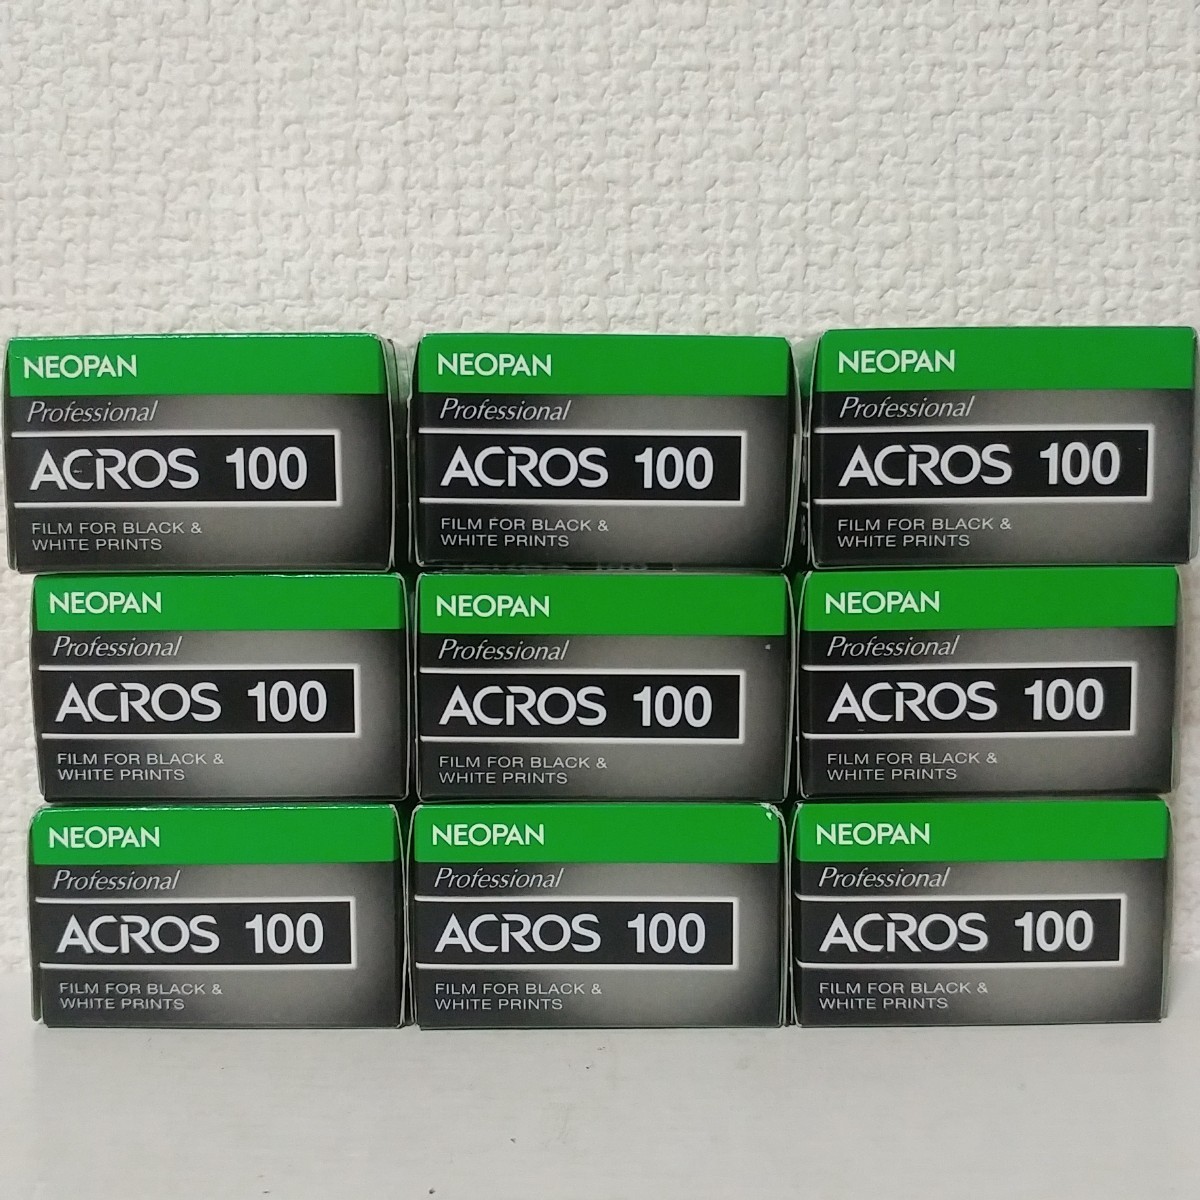 NEOPAN
Professional
ACROS 100
FILM FOR BLACK &
WHITE PRINTS
NEOPAN
Professional
ACROS 100
FILM FOR BLACK &
WHITE PRINTS
NEOPAN
Professional
ACROS 100
FILM FOR BLACK &
WHITE PRINTS
NEOPAN
Professional
ACROS 100
FILM FOR BLACK &
WHITE PRINTS
NEOPAN
Professional
ACROS 100
FILM FOR BLACK &
WHITE PRINTS
NEOPAN
Professional
ACROS 100
FILM FOR BLACK &
WHITE PRINTS
NEOPAN
Professional
ACROS 100
FILM FOR BLACK &
WHITE PRINTS
NEOPAN
Professional
ACROS 100
FILM FOR BLACK &
WHITE PRINTS
NEOPAN
Professional
ACROS 100
FILM FOR BLACK &
WHITE PRINTS